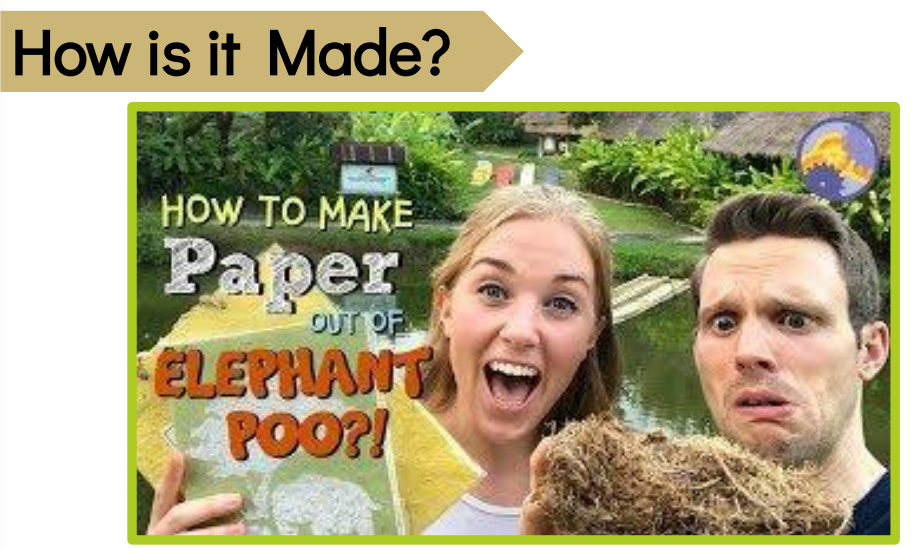 How is it Made?
HOW TO MAKE
Paper
OUT OF
ELEPHANT
POO?!